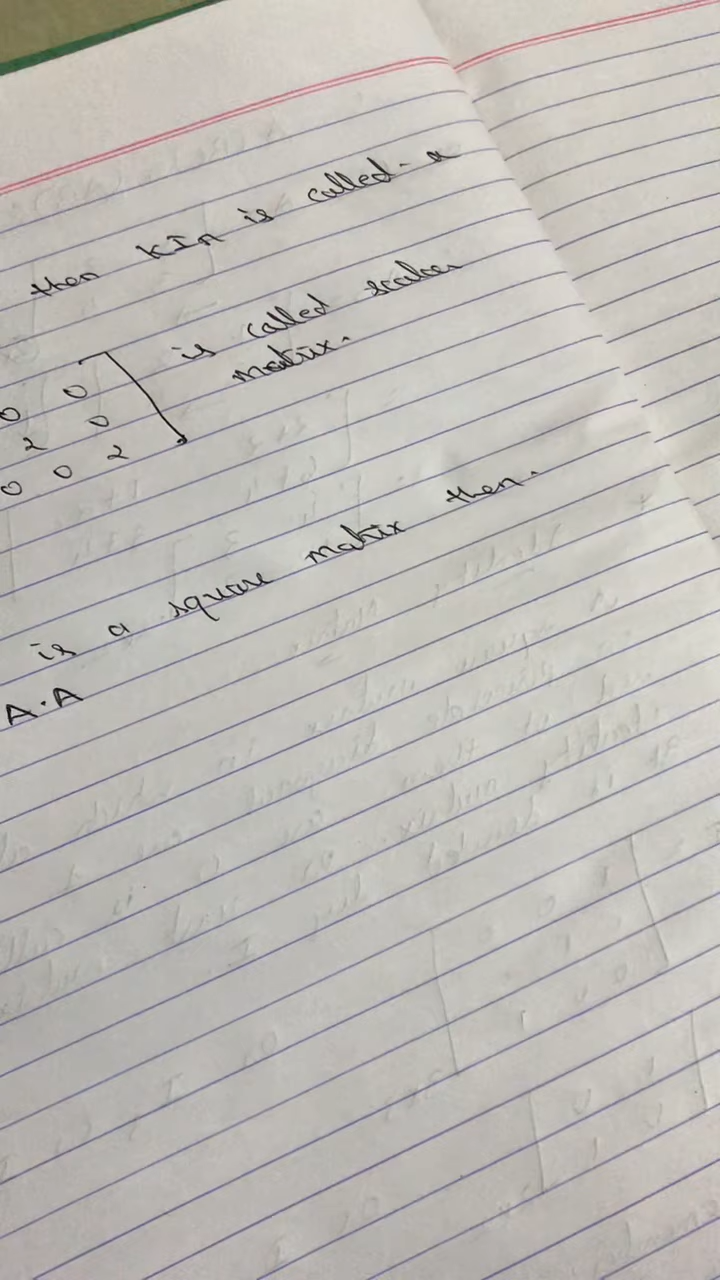 then kIn is called - a
0 0
2 0
0 0 2
is called scalar
matrix.
is a square matrix then.
A.A